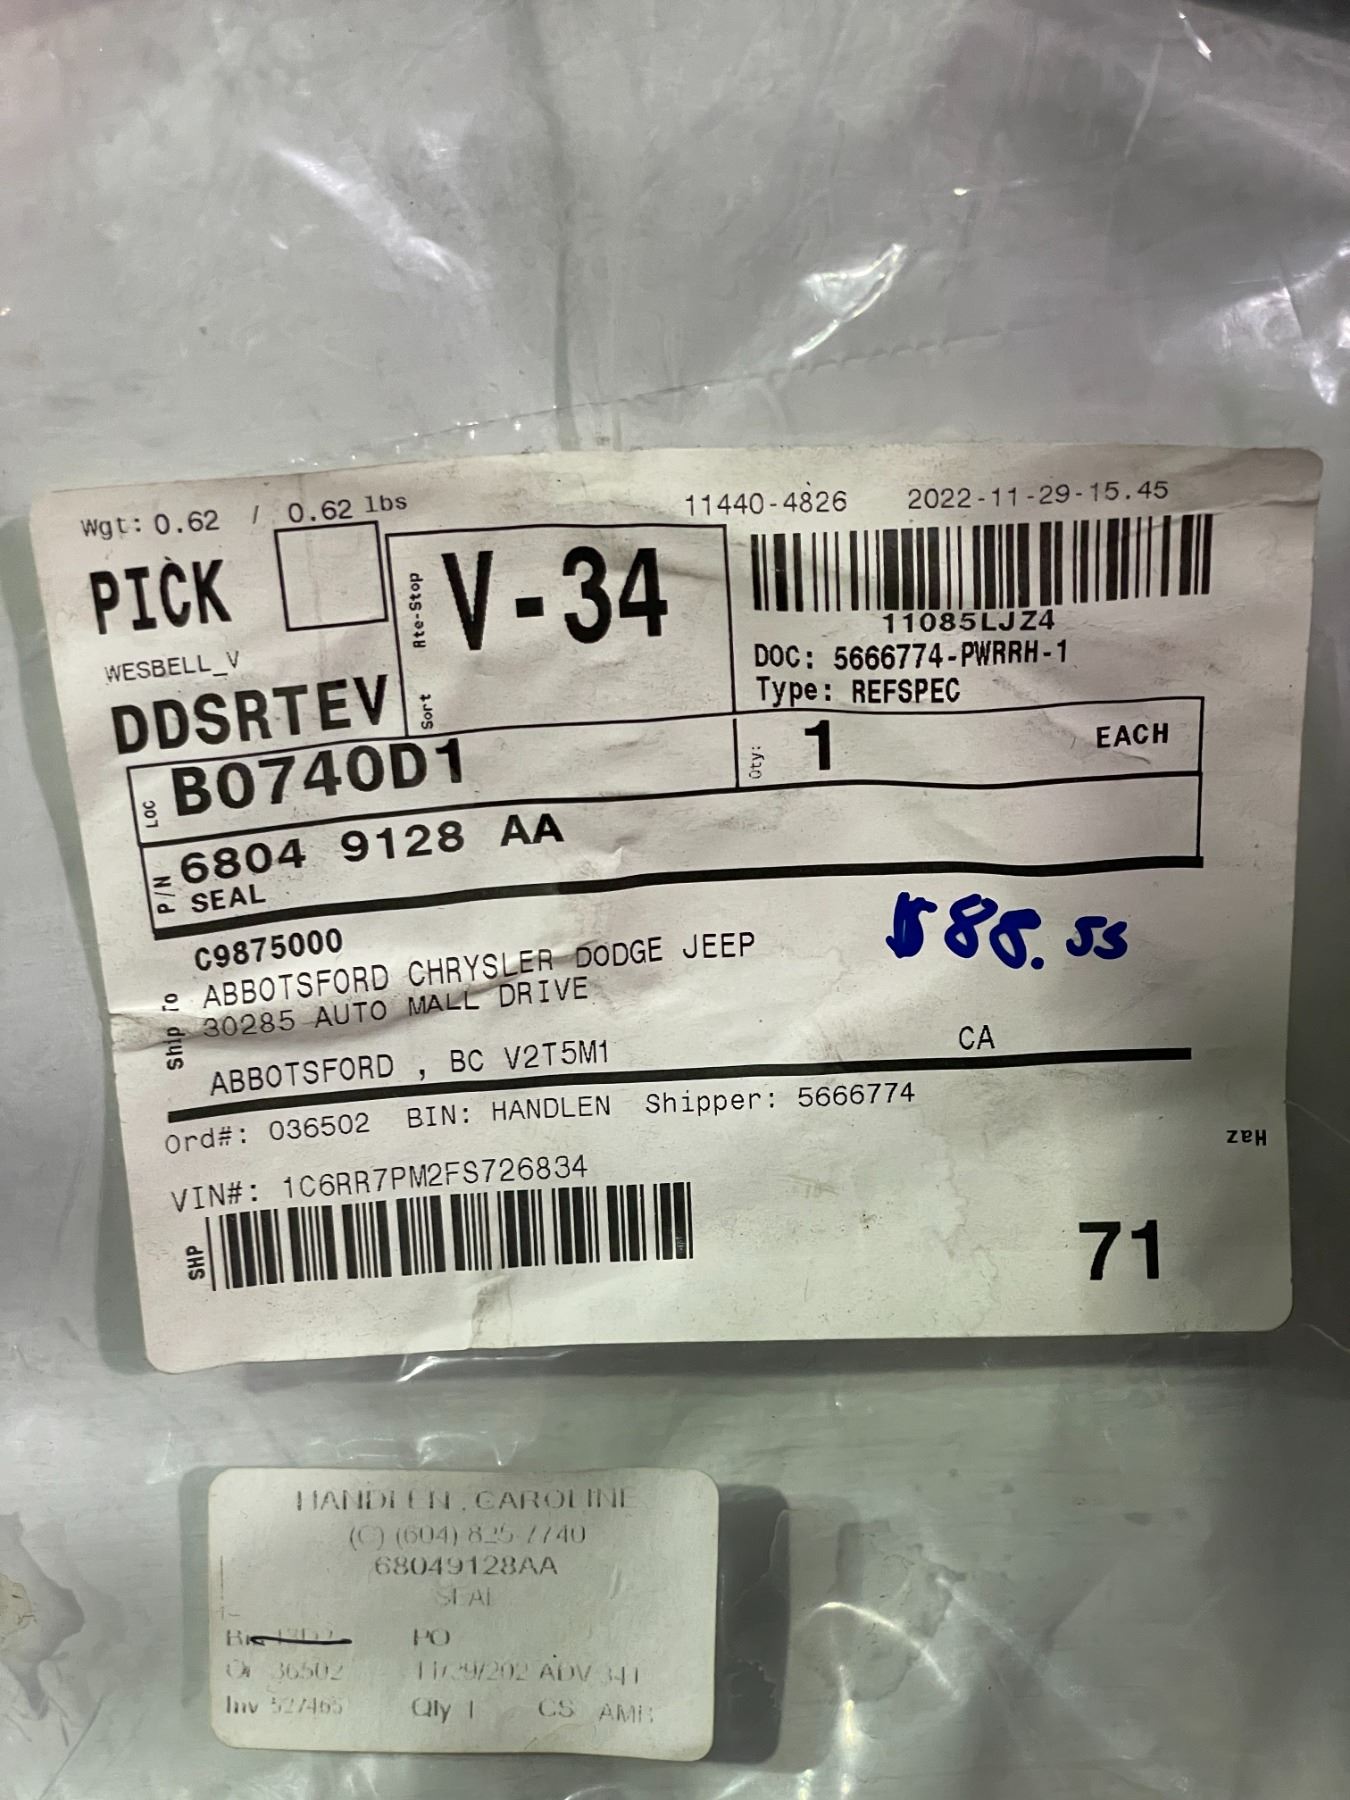 Wgt: 0.62 / 0.62 lbs
11440-4826 2022-11-29-15.45
PICK
Rte-Stop
V-34
11085LJZ4
WESBELL_V
DOC: 5666774-PWRRH-1
DDSRTEV
Sort
Type: REFSPEC
LOC B0740D1
Qty: 1 EACH
P/N 6804 9128 AA
SEAL
$88.55
Ship To
C9875000
ABBOTSFORD CHRYSLER DODGE JEEP
30285 AUTO MALL DRIVE
ABBOTSFORD , BC V2T5M1 CA
Ord#: 036502 BIN: HANDLEN Shipper: 5666774
Haz
VIN#: 1C6RR7PM2FS726834
SHP
71
HANDLEN, CAROLINE
(C) (604) 825-7740
68049128AA
SEAL
PO
36502 ADV 341
Inv 527465 Qty 1 CS